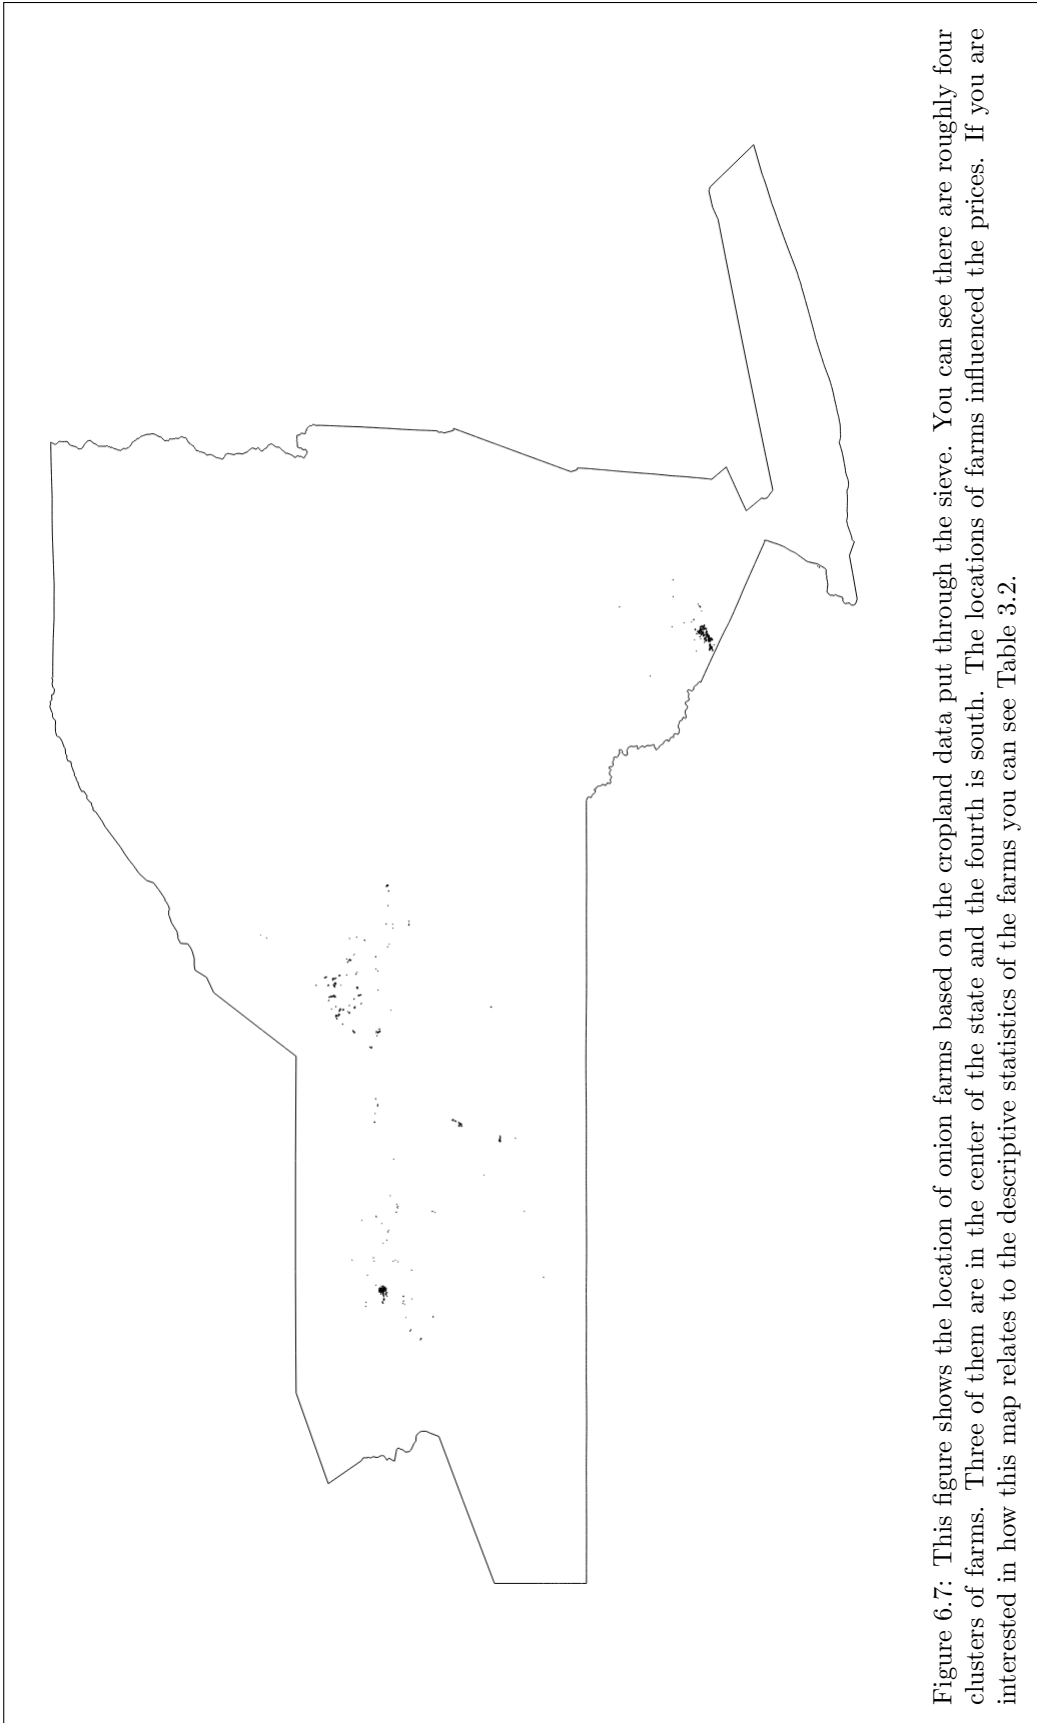 Figure 6.7: This figure shows the location of onion farms based on the cropland data put through the sieve. You can see there are roughly four
clusters of farms. Three of them are in the center of the state and the fourth is south. The locations of farms influenced the prices. If you are
interested in how this map relates to the descriptive statistics of the farms you can see Table 3.2.